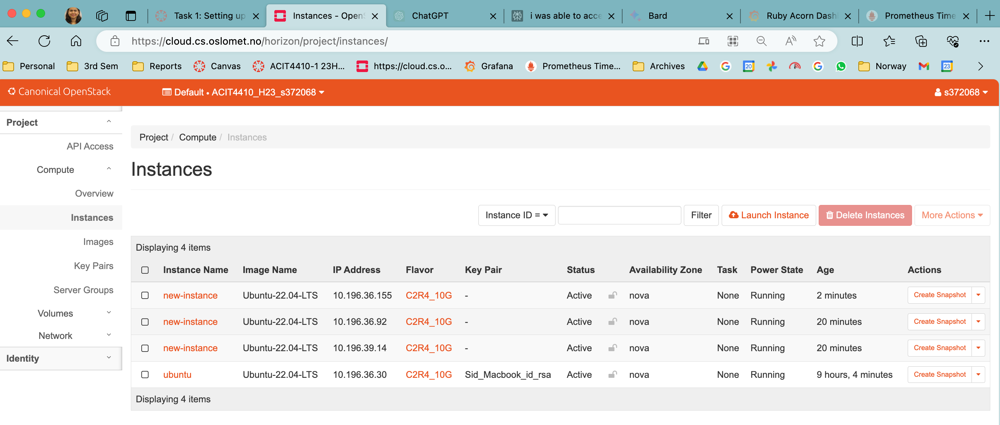 Task 1: Setting up
Instances - OpenS
ChatGPT
i was able to acce
Bard
Ruby Acorn Dash
Prometheus Time
https://cloud.cs.oslomet.no/horizon/project/instances/
Personal
3rd Sem
Reports
Canvas
ACIT4410-1 23H...
https://cloud.cs.o...
Grafana
Prometheus Time...
Archives
20
Norway
23
Canonical OpenStack
Default • ACIT4410_H23_s372068
s372068
Project
API Access
Compute
Overview
Instances
Images
Key Pairs
Server Groups
Volumes
Network
Identity
Project / Compute / Instances
Instances
Instance ID =
Filter
Launch Instance
Delete Instances
More Actions
Displaying 4 items
Instance Name Image Name IP Address Flavor Key Pair Status Availability Zone Task Power State Age Actions
new-instance Ubuntu-22.04-LTS 10.196.36.155 C2R4_10G - Active nova None Running 2 minutes Create Snapshot
new-instance Ubuntu-22.04-LTS 10.196.36.92 C2R4_10G - Active nova None Running 20 minutes Create Snapshot
new-instance Ubuntu-22.04-LTS 10.196.39.14 C2R4_10G - Active nova None Running 20 minutes Create Snapshot
ubuntu Ubuntu-22.04-LTS 10.196.36.30 C2R4_10G Sid_Macbook_id_rsa Active nova None Running 9 hours, 4 minutes Create Snapshot
Displaying 4 items